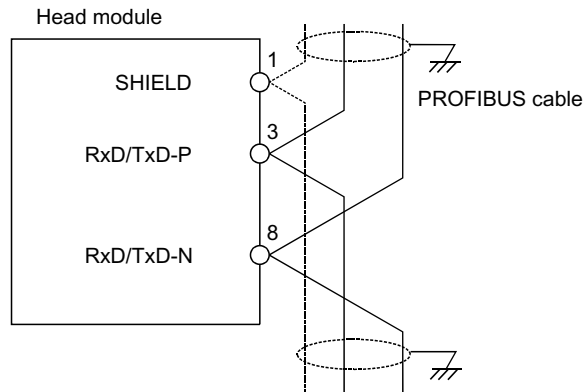 Head module
1
SHIELD
PROFIBUS cable
3
RxD/TxD-P
8
RxD/TxD-N